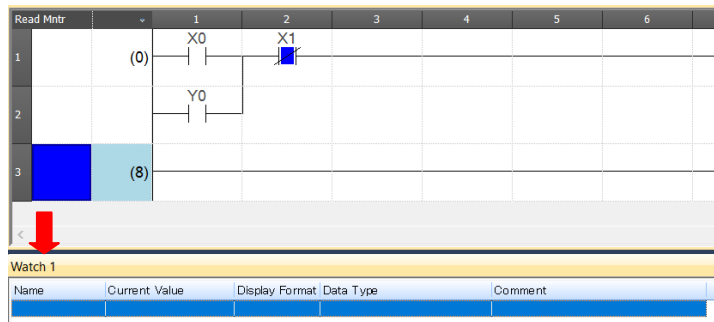 Read Mntr 1 2 3 4 5 6
X0 X1
1 (0)
Y0
2
3 (8)
Watch 1
Name Current Value Display Format Data Type Comment